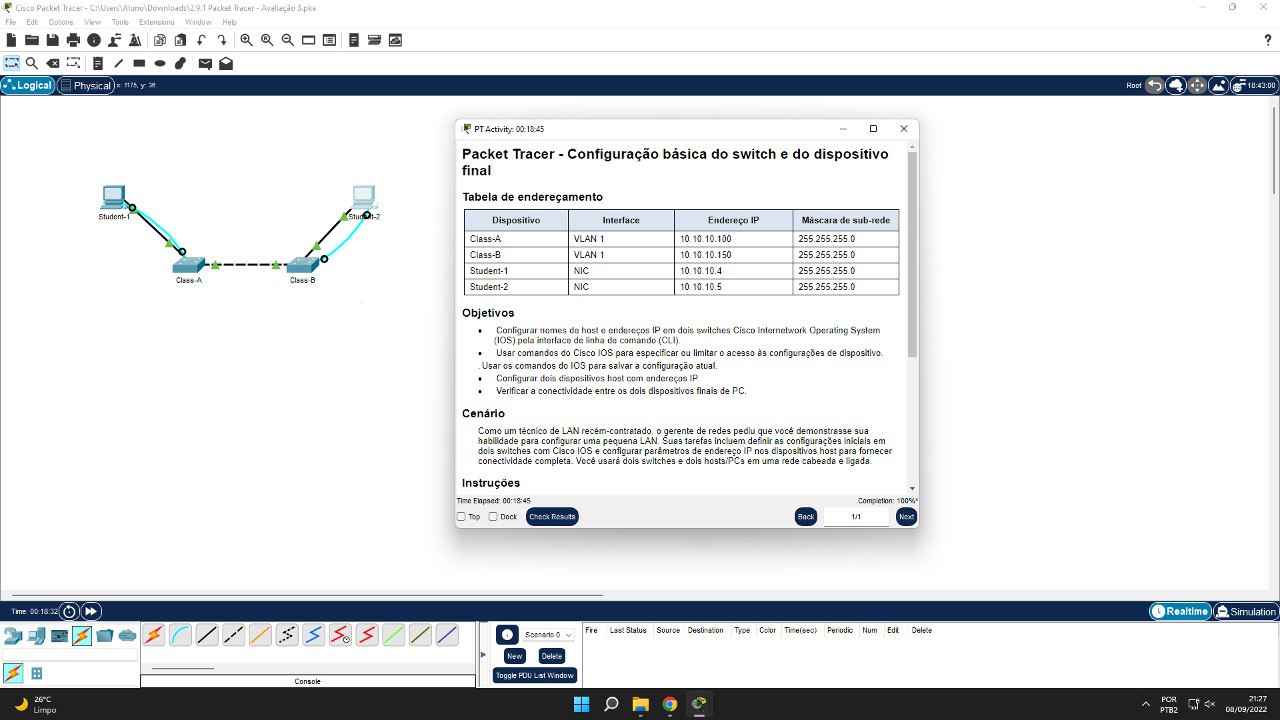 Cisco Packet Tracer - C:\Users\Aluno\Downloads\2.9.1 Packet Tracer - Avaliação 3.pka
File Edit Options View Tools Extensions Window Help
?
Logical Physical x: 1175, y: 36 Root 18:43:00
PT Activity: 00:18:45
Packet Tracer - Configuração básica do switch e do dispositivo
final
Tabela de endereçamento
Dispositivo Interface Endereço IP Máscara de sub-rede
Class-A VLAN 1 10.10.10.100 255.255.255.0
Class-B VLAN 1 10.10.10.150 255.255.255.0
Student-1 NIC 10.10.10.4 255.255.255.0
Student-2 NIC 10.10.10.5 255.255.255.0
Objetivos
• Configurar nomes de host e endereços IP em dois switches Cisco Internetwork Operating System
(IOS) pela interface de linha de comando (CLI).
• Usar comandos do Cisco IOS para especificar ou limitar o acesso às configurações de dispositivo.
. Usar os comandos do IOS para salvar a configuração atual.
• Configurar dois dispositivos host com endereços IP.
• Verificar a conectividade entre os dois dispositivos finais de PC.
Cenário
Como um técnico de LAN recém-contratado, o gerente de redes pediu que você demonstrasse sua
habilidade para configurar uma pequena LAN. Suas tarefas incluem definir as configurações iniciais em
dois switches com Cisco IOS e configurar parâmetros de endereço IP nos dispositivos host para fornecer
conectividade completa. Você usará dois switches e dois hosts/PCs em uma rede cabeada e ligada.
Instruções
Time Elapsed: 00:18:45 Completion: 100%*
Top Dock Check Results Back 1/1 Next
Student-1
Student-2
Class-A
Class-B
Time: 00:18:32 Realtime Simulation
Scenario 0
New Delete
Toggle PDU List Window
Fire Last Status Source Destination Type Color Time(sec) Periodic Num Edit Delete
Console
26°C
Limpo
POR
PTB2
21:27
08/09/2022